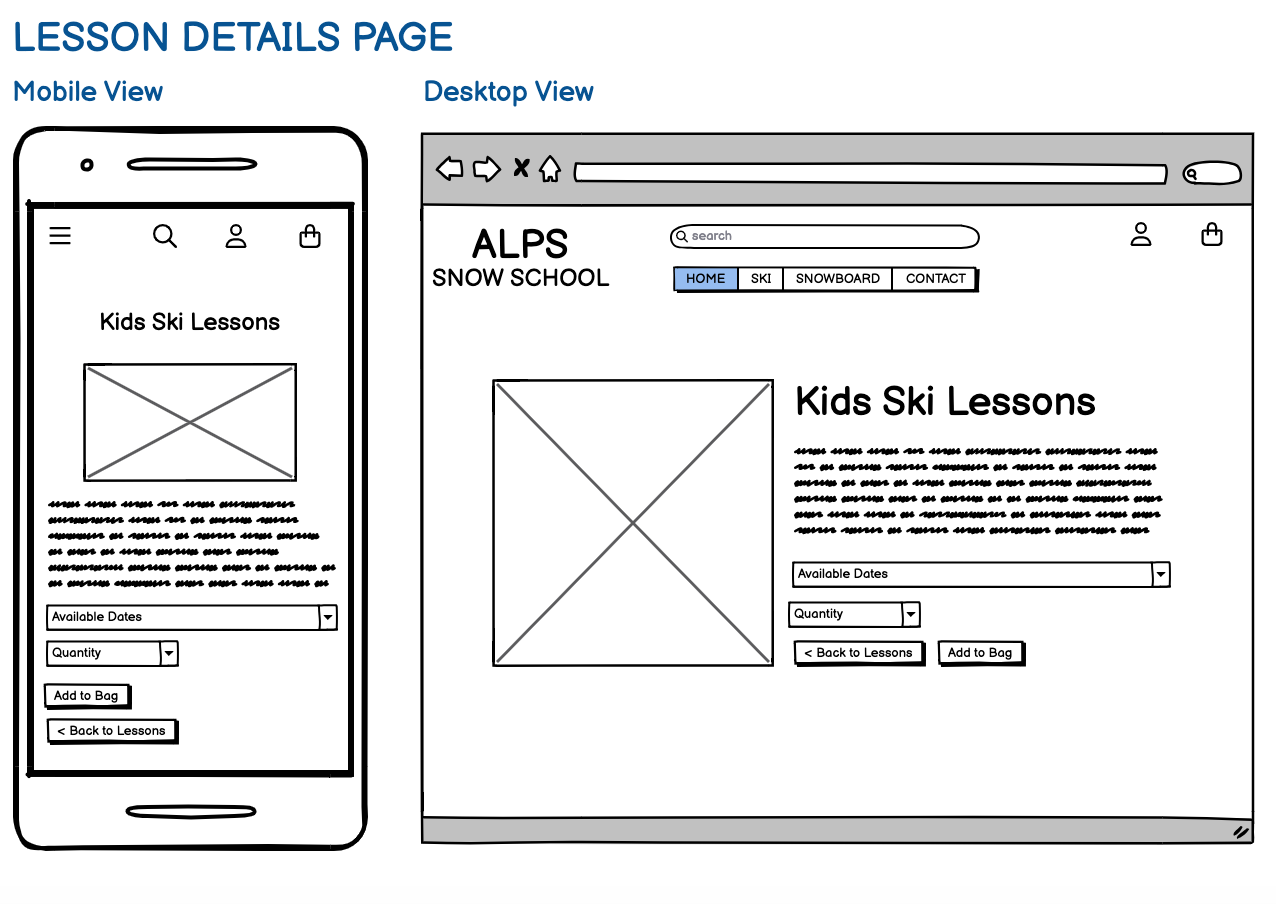 LESSON DETAILS PAGE
Mobile View
Kids Ski Lessons
Available Dates
Quantity
Add to Bag
< Back to Lessons
Desktop View
ALPS
SNOW SCHOOL
search
HOME SKI SNOWBOARD CONTACT
Kids Ski Lessons
Available Dates
Quantity
< Back to Lessons Add to Bag